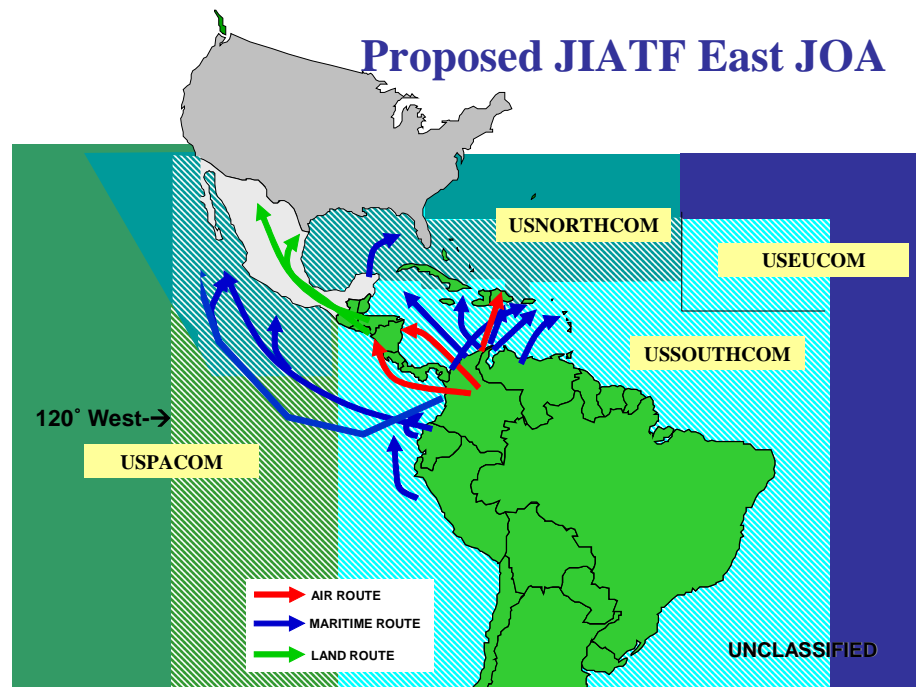 Proposed JIATF East JOA
USNORTHCOM
USEUCOM
USSOUTHCOM
120˚ West-→
USPACOM
AIR ROUTE
MARITIME ROUTE
LAND ROUTE
UNCLASSIFIED